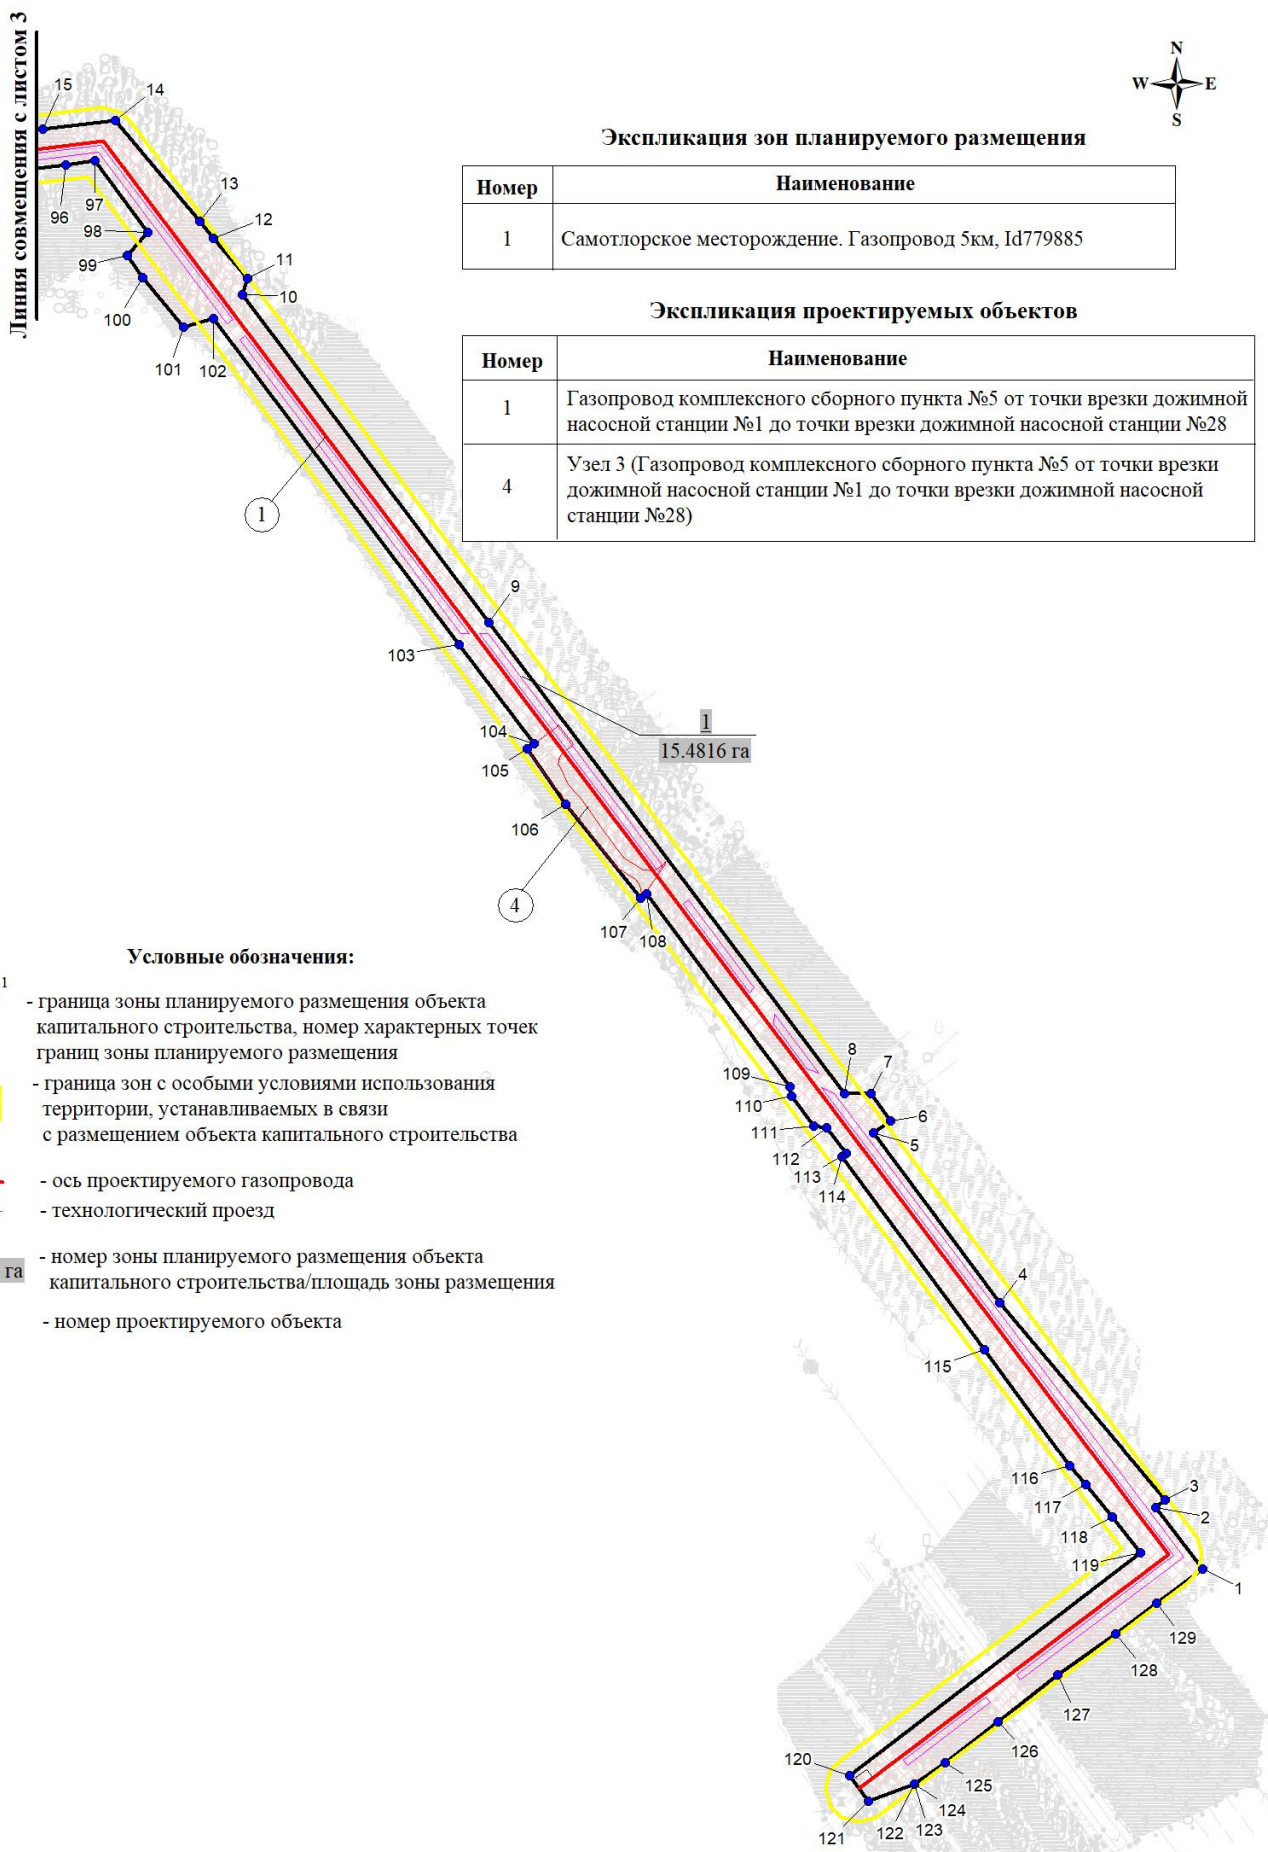 Линия совмещения с листом 3
N
W E
S
Экспликация зон планируемого размещения
Номер Наименование
1 Самотлорское месторождение. Газопровод 5км, Id779885
Экспликация проектируемых объектов
Номер Наименование
1 Газопровод комплексного сборного пункта №5 от точки врезки дожимной
насосной станции №1 до точки врезки дожимной насосной станции №28
4 Узел 3 (Газопровод комплексного сборного пункта №5 от точки врезки
дожимной насосной станции №1 до точки врезки дожимной насосной
станции №28)
15
14
13
12
11
10
96
97
98
99
100
101
102
1
9
103
1
15.4816 га
104
105
106
4
107
108
Условные обозначения:
1
- граница зоны планируемого размещения объекта
капитального строительства, номер характерных точек
границ зоны планируемого размещения
- граница зон с особыми условиями использования
территории, устанавливаемых в связи
с размещением объекта капитального строительства
- ось проектируемого газопровода
- технологический проезд
га
- номер зоны планируемого размещения объекта
капитального строительства/площадь зоны размещения
- номер проектируемого объекта
8
7
6
5
109
110
111
112
113
114
4
115
116
117
118
119
3
2
1
129
128
127
126
125
124
123
122
121
120